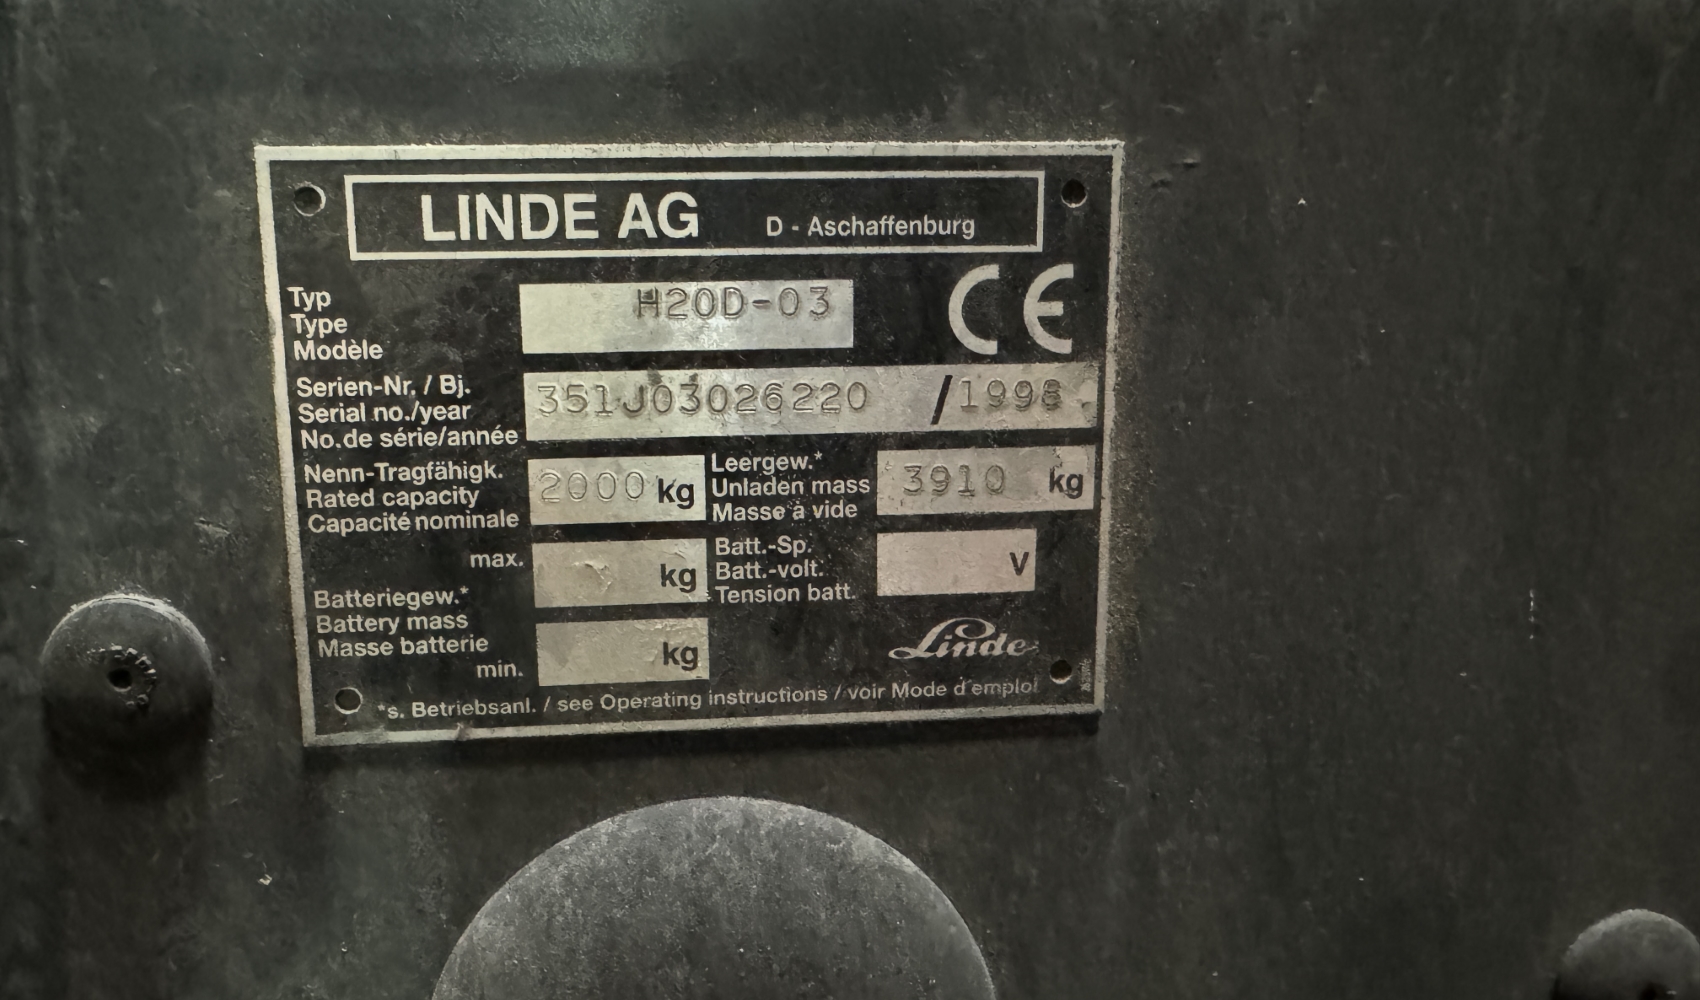 LINDE AG D - Aschaffenburg
Typ
Type
Modèle
H20D-03
CE
Serien-Nr. / Bj.
Serial no./year
No.de série/année
351J03026220 / 1998
Nenn-Tragfähigk.
Rated capacity
Capacité nominale
2000 kg
Leergew.*
Unladen mass
Masse à vide
3910 kg
max.
kg
Batt.-Sp.
Batt.-volt.
Tension batt.
V
Batteriegew.*
Battery mass
Masse batterie
min.
kg
Linde
*s. Betriebsanl. / see Operating instructions / voir Mode d'emploi